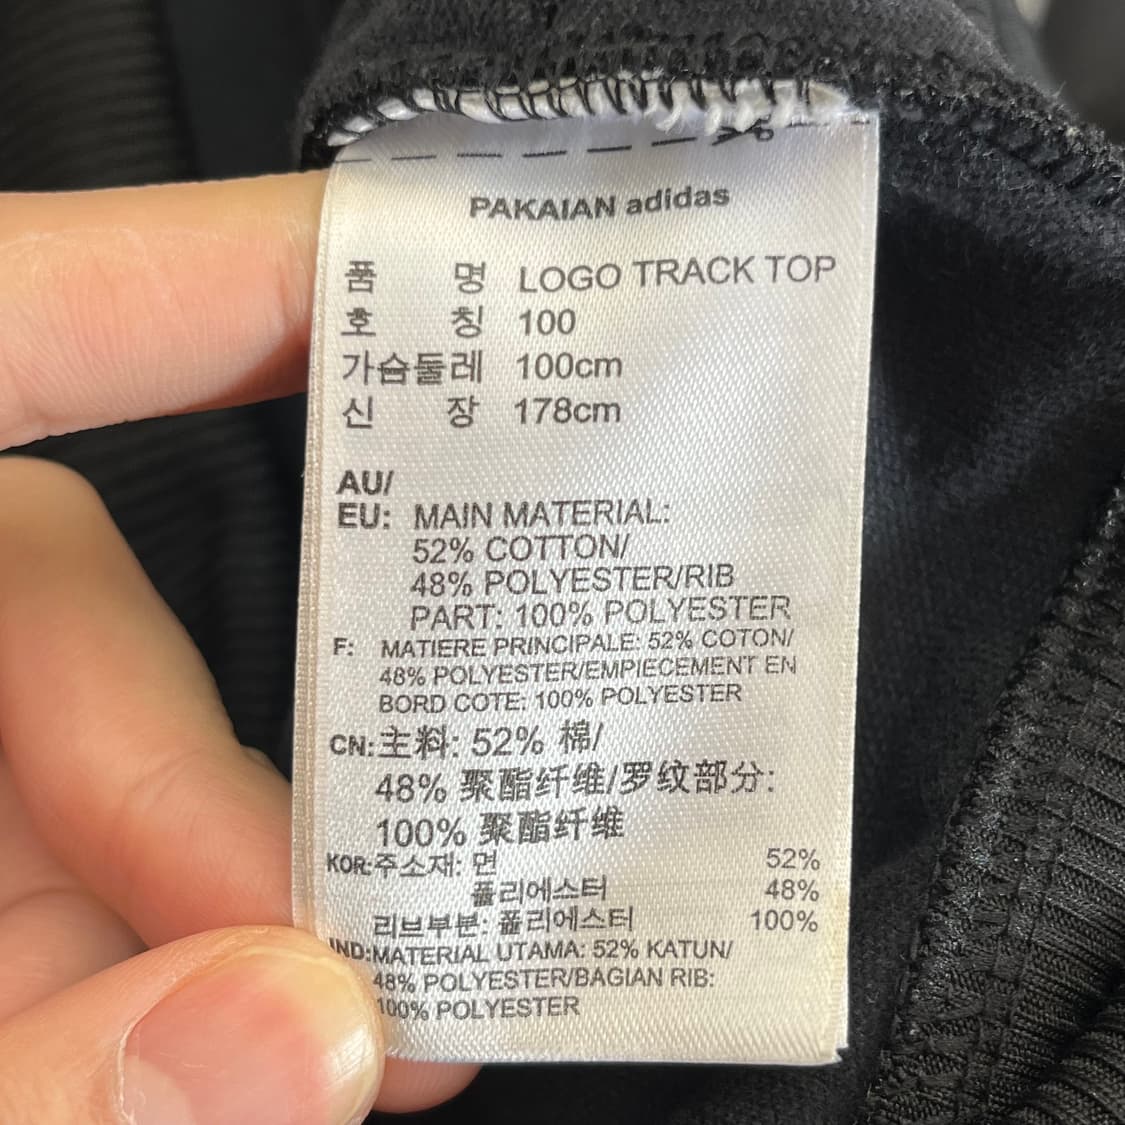 PAKAIAN adidas
품 명 LOGO TRACK TOP
호 칭 100
가슴둘레 100cm
신 장 178cm
AU/
EU: MAIN MATERIAL:
52% COTTON/
48% POLYESTER/RIB
PART: 100% POLYESTER
F: MATIERE PRINCIPALE: 52% COTON/
48% POLYESTER/EMPIECEMENT EN
BORD COTE: 100% POLYESTER
CN: 主料: 52% 棉/
48% 聚酯纤维/罗纹部分:
100% 聚酯纤维
KOR: 주소재: 면 52%
폴리에스터 48%
리브부분: 폴리에스터 100%
IND: MATERIAL UTAMA: 52% KATUN/
48% POLYESTER/BAGIAN RIB:
100% POLYESTER